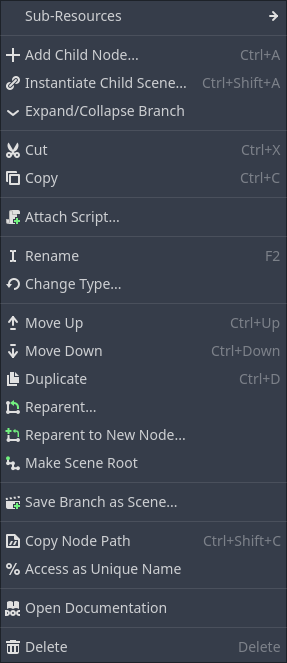 Sub-Resources
Add Child Node... Ctrl+A
Instantiate Child Scene... Ctrl+Shift+A
Expand/Collapse Branch
Cut Ctrl+X
Copy Ctrl+C
Attach Script...
Rename F2
Change Type...
Move Up Ctrl+Up
Move Down Ctrl+Down
Duplicate Ctrl+D
Reparent...
Reparent to New Node...
Make Scene Root
Save Branch as Scene...
Copy Node Path Ctrl+Shift+C
% Access as Unique Name
DOC Open Documentation
Delete Delete